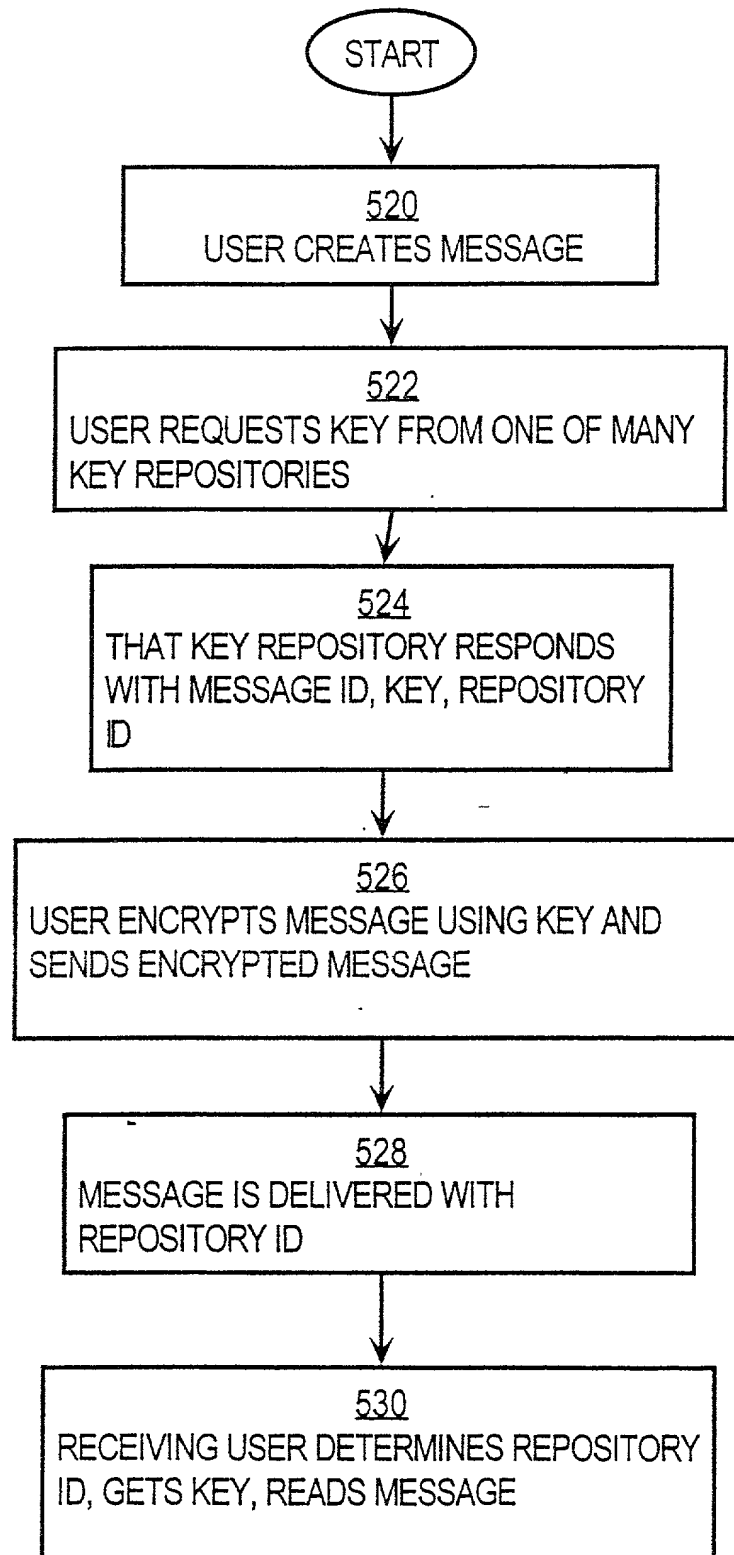 START
520
USER CREATES MESSAGE
522
USER REQUESTS KEY FROM ONE OF MANY
KEY REPOSITORIES
524
THAT KEY REPOSITORY RESPONDS
WITH MESSAGE ID, KEY, REPOSITORY
ID
526
USER ENCRYPTS MESSAGE USING KEY AND
SENDS ENCRYPTED MESSAGE
528
MESSAGE IS DELIVERED WITH
REPOSITORY ID
530
RECEIVING USER DETERMINES REPOSITORY
ID, GETS KEY, READS MESSAGE